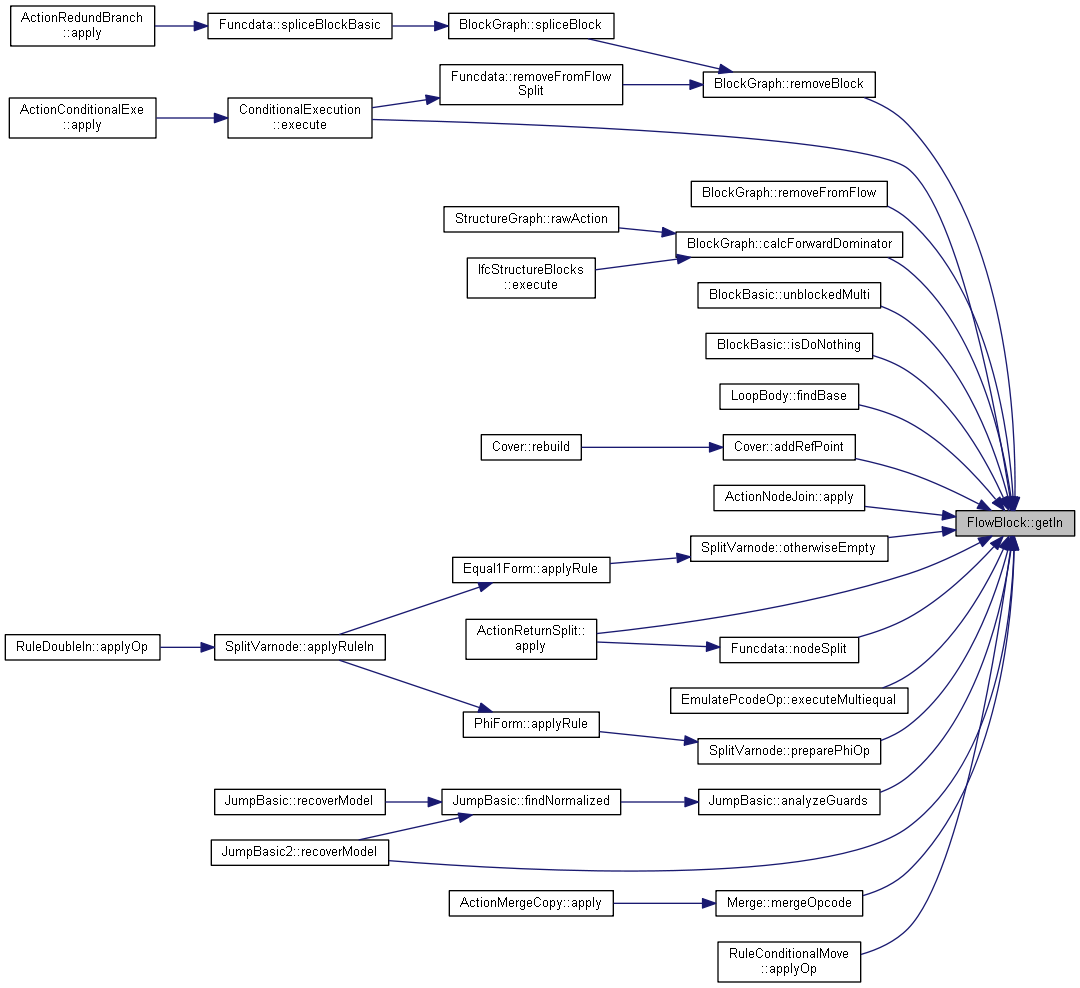 ActionRedundBranch
::apply
Funcdata::spliceBlockBasic
BlockGraph::spliceBlock
Funcdata::removeFromFlow
Split
BlockGraph::removeBlock
ActionConditionalExe
::apply
ConditionalExecution
::execute
BlockGraph::removeFromFlow
StructureGraph::rawAction
BlockGraph::calcForwardDominator
IfcStructureBlocks
::execute
BlockBasic::unblockedMulti
BlockBasic::isDoNothing
LoopBody::findBase
Cover::rebuild
Cover::addRefPoint
ActionNodeJoin::apply
FlowBlock::getIn
SplitVarnode::otherwiseEmpty
Equal1Form::applyRule
ActionReturnSplit::
apply
RuleDoubleIn::applyOp
SplitVarnode::applyRuleIn
Funcdata::nodeSplit
EmulatePcodeOp::executeMultiequal
PhiForm::applyRule
SplitVarnode::preparePhiOp
JumpBasic::recoverModel
JumpBasic::findNormalized
JumpBasic::analyzeGuards
JumpBasic2::recoverModel
ActionMergeCopy::apply
Merge::mergeOpcode
RuleConditionalMove
::applyOp